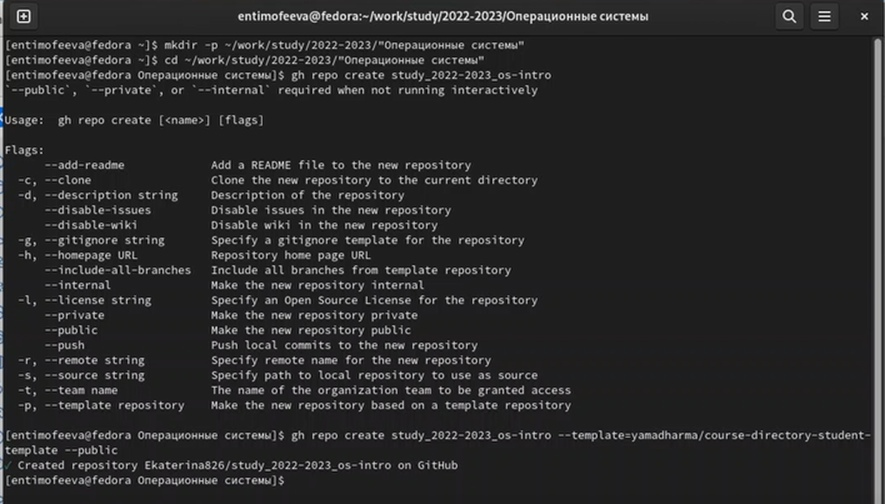 entimofeeva@fedora:~/work/study/2022-2023/Операционные системы
[entimofeeva@fedora ~]$ mkdir -p ~/work/study/2022-2023/"Операционные системы"
[entimofeeva@fedora ~]$ cd ~/work/study/2022-2023/"Операционные системы"
[entimofeeva@fedora Операционные системы]$ gh repo create study_2022-2023_os-intro
`--public`, `--private`, or `--internal` required when not running interactively
Usage:  gh repo create [<name>] [flags]
Flags:
      --add-readme             Add a README file to the new repository
  -c, --clone                  Clone the new repository to the current directory
  -d, --description string     Description of the repository
      --disable-issues         Disable issues in the new repository
      --disable-wiki           Disable wiki in the new repository
  -g, --gitignore string       Specify a gitignore template for the repository
  -h, --homepage URL           Repository home page URL
      --include-all-branches   Include all branches from template repository
      --internal               Make the new repository internal
  -l, --license string         Specify an Open Source License for the repository
      --private                Make the new repository private
      --public                 Make the new repository public
      --push                   Push local commits to the new repository
  -r, --remote string          Specify remote name for the new repository
  -s, --source string          Specify path to local repository to use as source
  -t, --team name              The name of the organization team to be granted access
  -p, --template repository    Make the new repository based on a template repository
[entimofeeva@fedora Операционные системы]$ gh repo create study_2022-2023_os-intro --template=yamadharma/course-directory-student-
template --public
✓ Created repository Ekaterina826/study_2022-2023_os-intro on GitHub
[entimofeeva@fedora Операционные системы]$